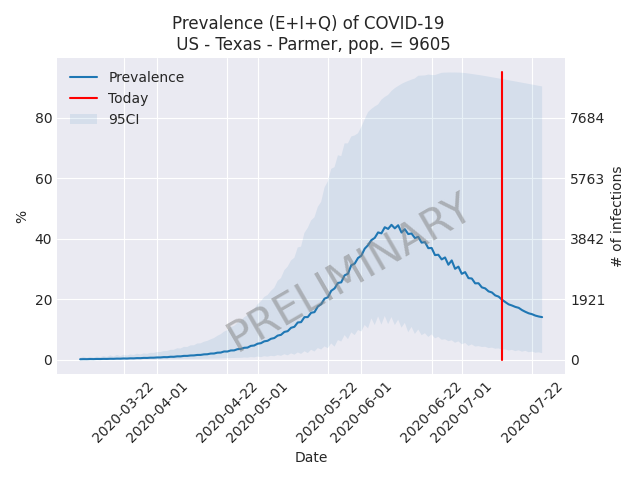 Prevalence (E+I+Q) of COVID-19
US - Texas - Parmer, pop. = 9605
Prevalence
Today
95CI
%
80
60
40
20
0
7684
5763
3842
1921
0
# of infections
PRELIMINARY
2020-03-22
2020-04-01
2020-04-22
2020-05-01
2020-05-22
2020-06-01
2020-06-22
2020-07-01
2020-07-22
Date